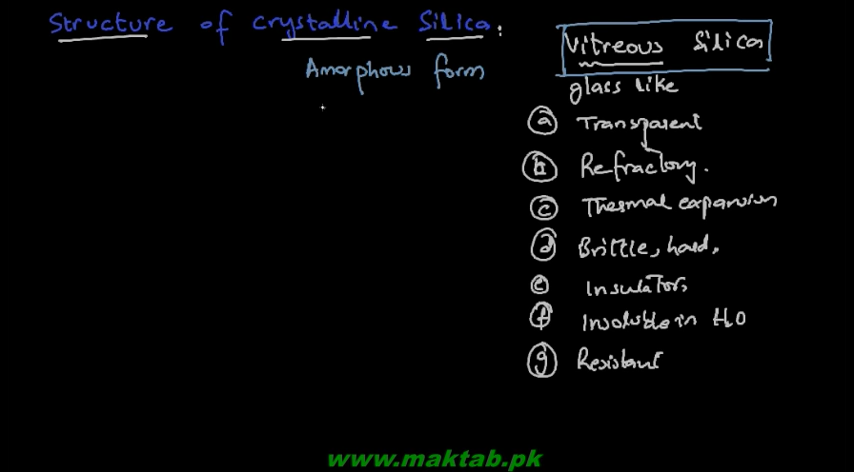 Structure of crystalline Silica.
Amorphous form
Vitreous Silica
glass like
a Transparent
b Refractory.
c Thermal expansion
d Brittle, hard,
e Insulators
f Insoluble in H2O
g Resistant
www.maktab.pk